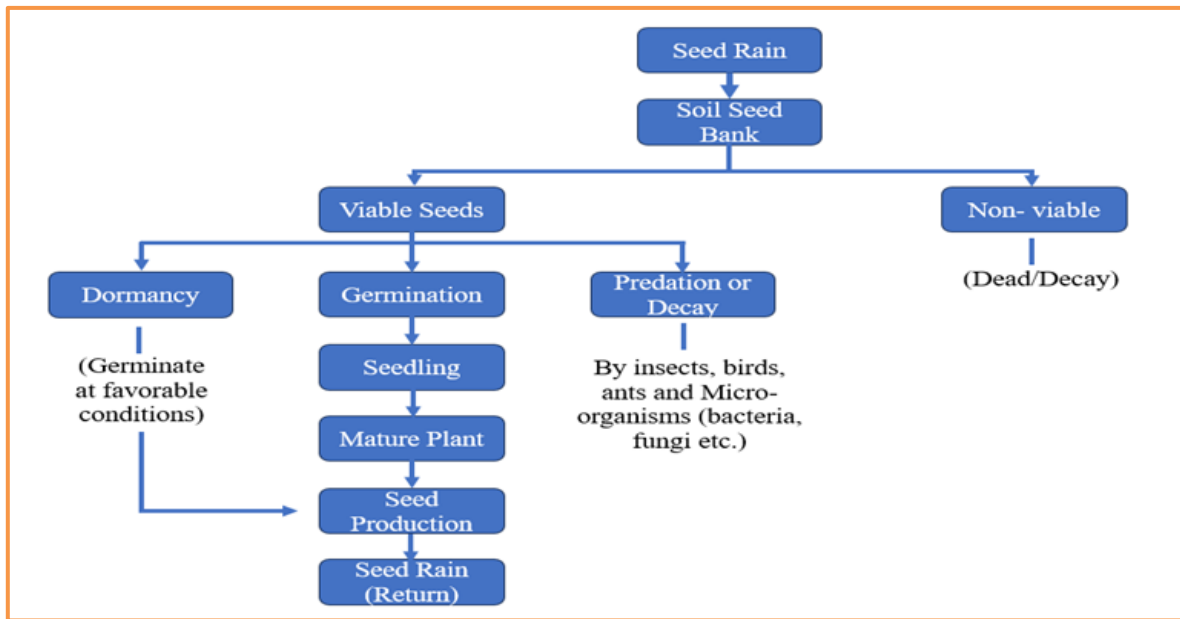 Seed Rain
Soil Seed
Bank
Viable Seeds
Non- viable
Dormancy
Germination
Predation or
Decay
(Dead/Decay)
(Germinate
at favorable
conditions)
Seedling
By insects, birds,
ants and Micro-
organisms (bacteria,
fungi etc.)
Mature Plant
Seed
Production
Seed Rain
(Return)